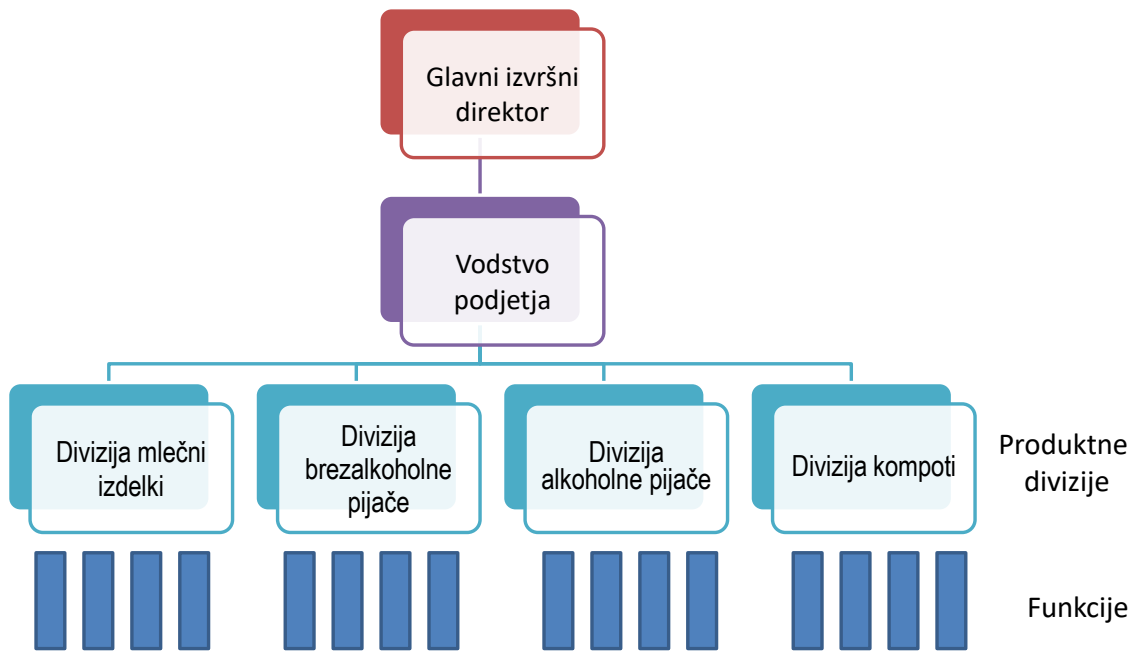 Glavni izvršni
direktor
Vodstvo
podjetja
Divizija mlečni
izdelki
Divizija
brezalkoholne
pijače
Divizija
alkoholne pijače
Divizija kompoti
Produktne
divizije
Funkcije